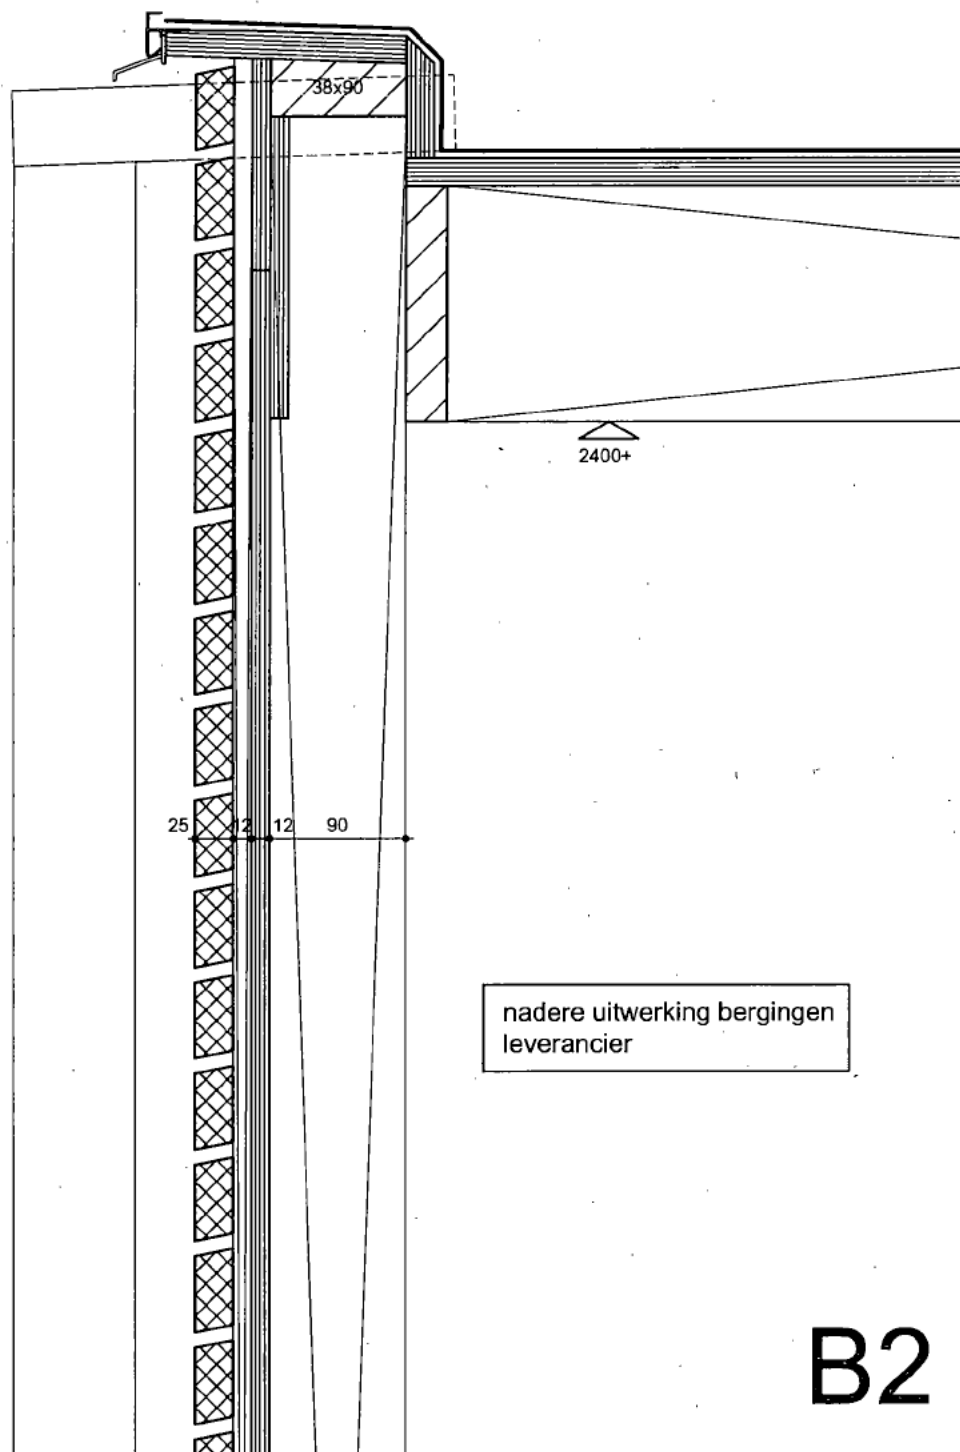 38x90
2400+
25 12 12 90
nadere uitwerking bergingen
leverancier
B2